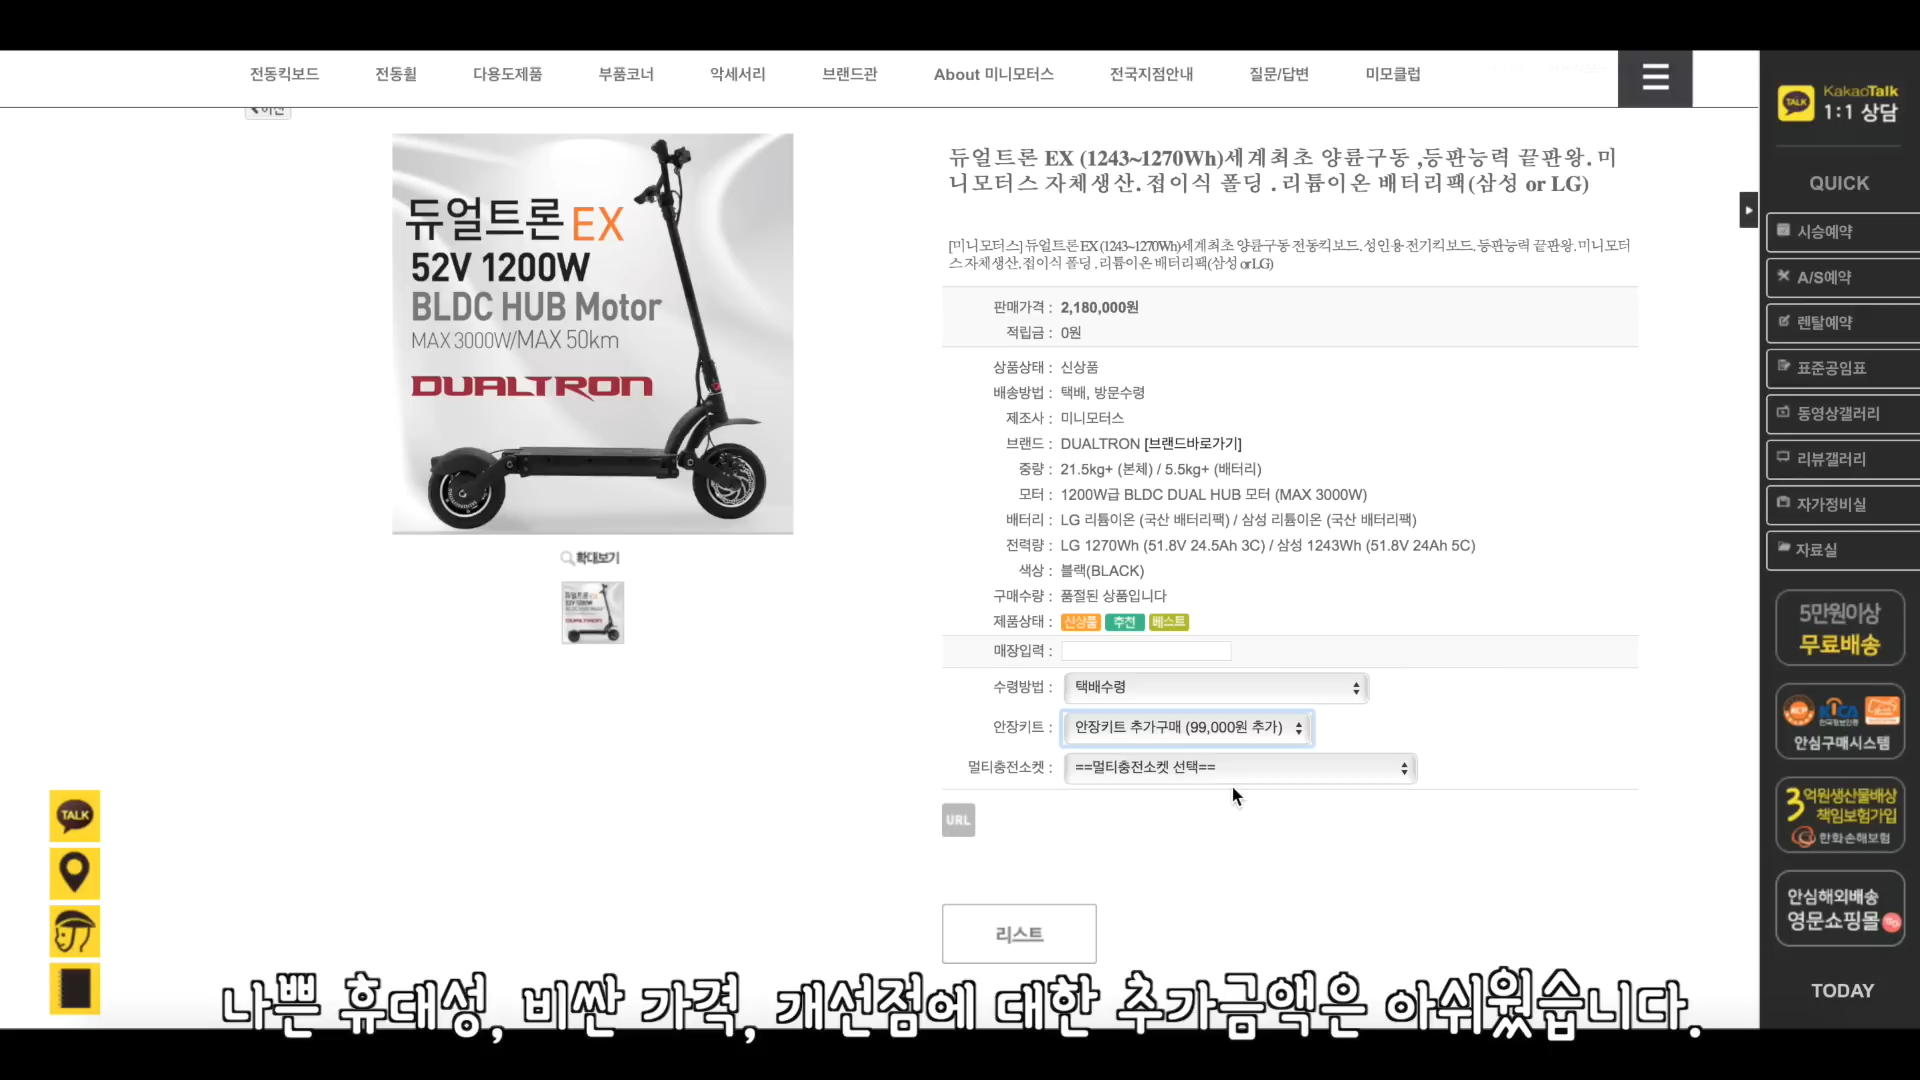 전동킥보드 전동휠 다용도제품 부품코너 악세서리 브랜드관 About 미니모터스 전국지점안내 질문/답변 미모클럽
듀얼트론 EX
52V 1200W
BLDC HUB Motor
MAX 3000W/MAX 50km
DUALTRON
확대보기
듀얼트론 EX (1243~1270Wh)세계최초 양륜구동 ,등판능력 끝판왕. 미
니모터스 자체생산. 접이식 폴딩 . 리튬이온 배터리팩(삼성 or LG)
[미니모터스] 듀얼트론 EX (1243~1270Wh)세계최초 양륜구동 전동킥보드. 성인용 전기킥보드. 등판능력 끝판왕. 미니모터
스 자체생산. 접이식 폴딩 . 리튬이온 배터리팩(삼성 or LG)
판매가격 : 2,180,000원
적립금 : 0원
상품상태 : 신상품
배송방법 : 택배, 방문수령
제조사 : 미니모터스
브랜드 : DUALTRON [브랜드바로가기]
중량 : 21.5kg+ (본체) / 5.5kg+ (배터리)
모터 : 1200W급 BLDC DUAL HUB 모터 (MAX 3000W)
배터리 : LG 리튬이온 (국산 배터리팩) / 삼성 리튬이온 (국산 배터리팩)
전력량 : LG 1270Wh (51.8V 24.5Ah 3C) / 삼성 1243Wh (51.8V 24Ah 5C)
색상 : 블랙(BLACK)
구매수량 : 품절된 상품입니다
제품상태 : 신상품 추천 베스트
매장입력 :
수령방법 : 택배수령
안장키트 : 안장키트 추가구매 (99,000원 추가)
멀티충전소켓 : ==멀티충전소켓 선택==
URL
리스트
KakaoTalk
TALK 1:1 상담
QUICK
시승예약
A/S예약
렌탈예약
표준공임표
동영상갤러리
리뷰갤러리
자가정비실
자료실
5만원이상
무료배송
KCP
안심구매시스템
3억원생산물배상
책임보험가입
한화손해보험
안심해외배송
영문쇼핑몰
TODAY
TALK
나쁜 휴대성, 비싼 가격, 개선점에 대한 추가금액은 아쉬웠습니다.